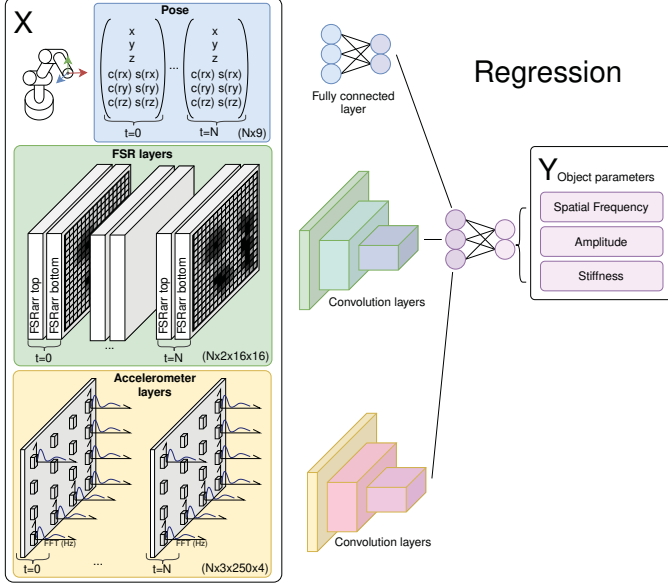 X
Pose
x
y
z
c(rx) s(rx)
c(ry) s(ry)
c(rz) s(rz)
...
x
y
z
c(rx) s(rx)
c(ry) s(ry)
c(rz) s(rz)
t=0
t=N
(Nx9)
FSR layers
FSRarr top
FSRarr bottom
FSRarr top
FSRarr bottom
t=0
...
t=N
(Nx2x16x16)
Accelerometer
layers
FFT (Hz)
FFT (Hz)
t=0
...
t=N
(Nx3x250x4)
Fully connected
layer
Convolution layers
Convolution layers
Regression
Y Object parameters
Spatial Frequency
Amplitude
Stiffness